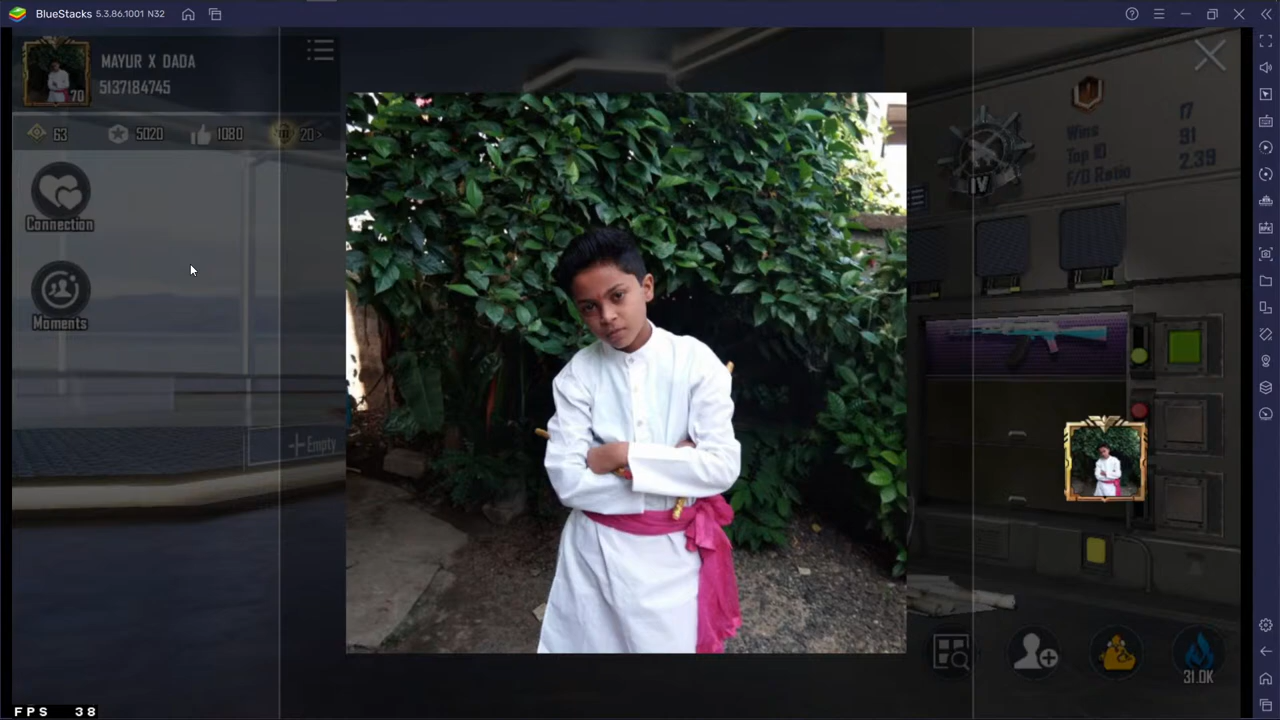 BlueStacks 5.3.86.1001 N32
MAYUR X DADA
5137184745
70
63
5020
1080
20 >
Connection
Moments
Empty
Wins 17
Top 10 91
F/D Ratio 2.39
IV
31.0K
FPS 38